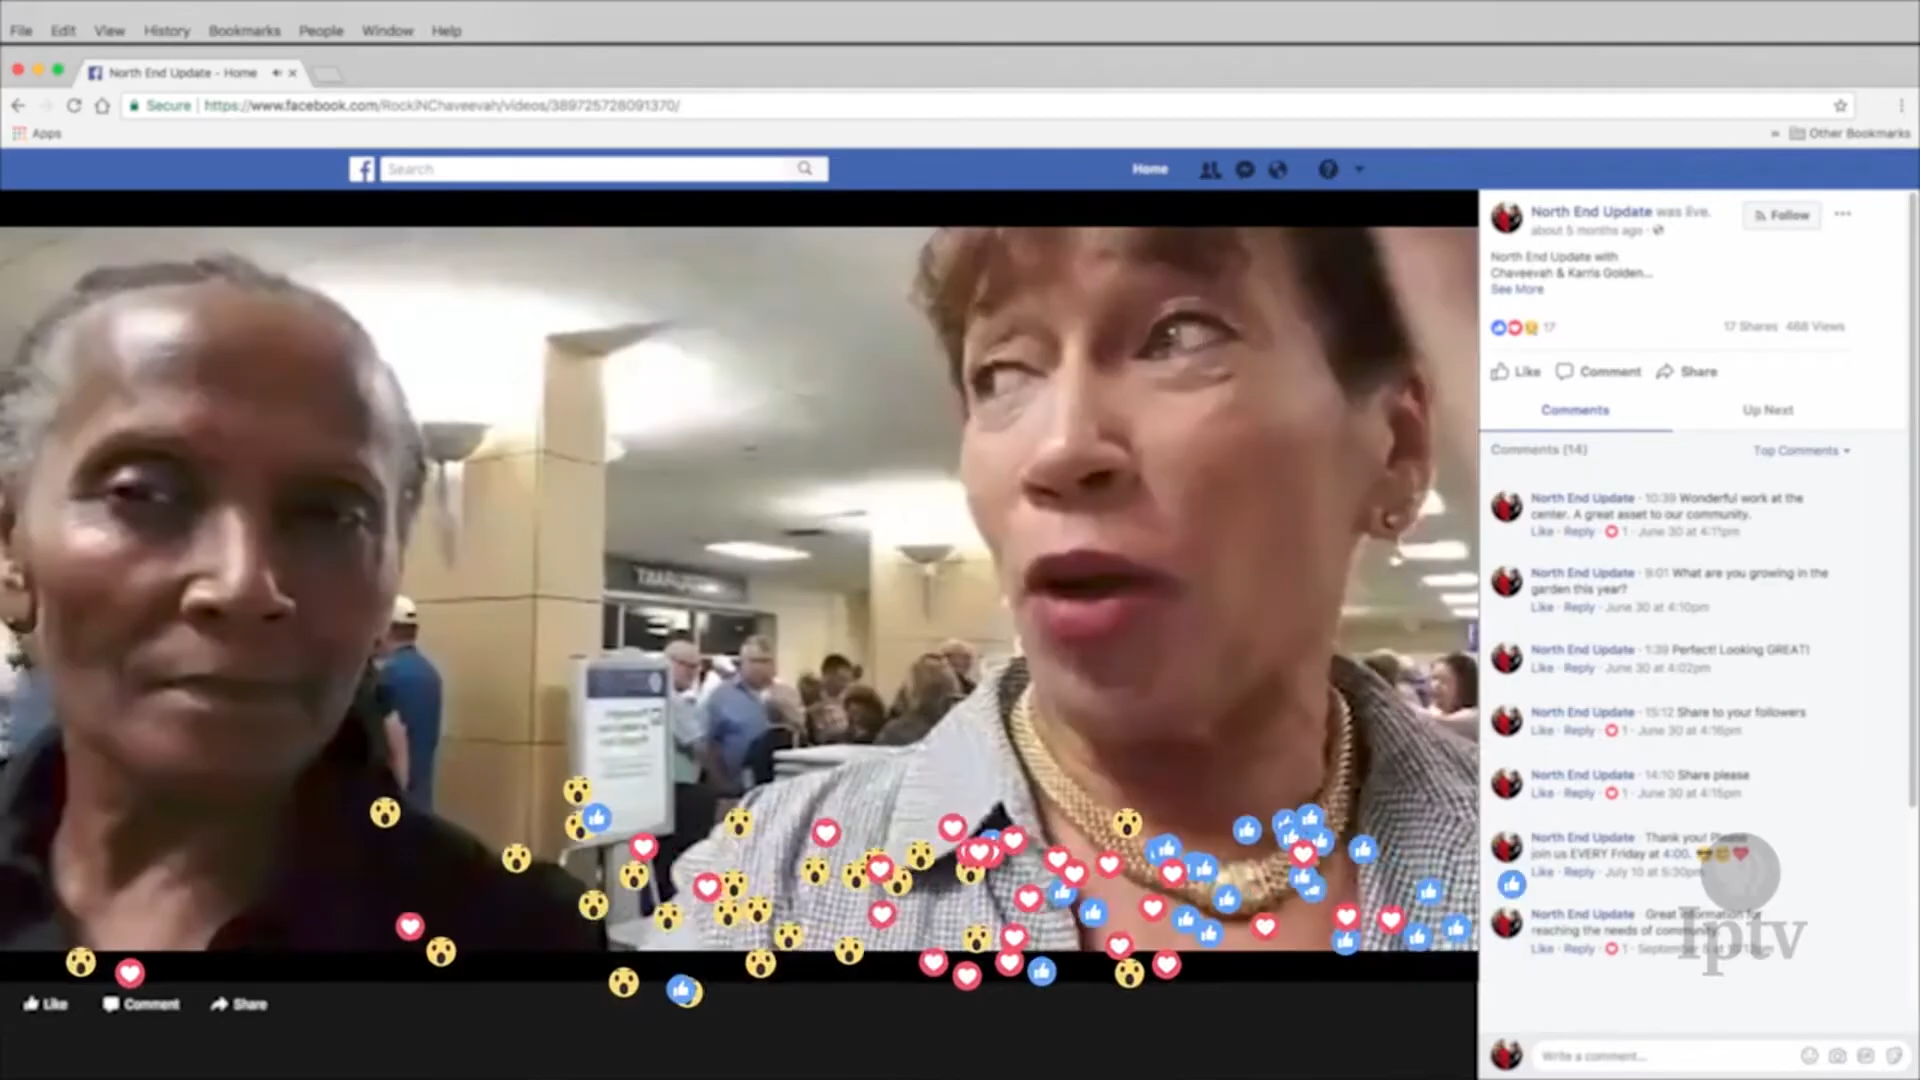 File Edit View History Bookmarks People Window Help
North End Update - Home
Secure https://www.facebook.com/RockiNChaveevah/videos/389725728091370/
Apps
Other Bookmarks
Search
Home
North End Update was live.
about 5 months ago
Follow
North End Update with
Chaveevah & Karris Golden...
See More
17
17 Shares 468 Views
Like Comment Share
Comments Up Next
Comments (14) Top Comments
North End Update · 10:39 Wonderful work at the
center. A great asset to our community.
Like · Reply · 1 · June 30 at 4:11pm
North End Update · 9:01 What are you growing in the
garden this year?
Like · Reply · June 30 at 4:10pm
North End Update · 1:39 Perfect! Looking GREAT!
Like · Reply · June 30 at 4:02pm
North End Update · 15:12 Share to your followers
Like · Reply · 1 · June 30 at 4:16pm
North End Update · 14:10 Share please
Like · Reply · 1 · June 30 at 4:15pm
North End Update · Thank you! Please
join us EVERY Friday at 4:00.
Like · Reply · July 10 at 5:30pm
North End Update · Great information for
reaching the needs of community
Like · Reply · 1 · September
Iptv
Like Comment Share
Write a comment...